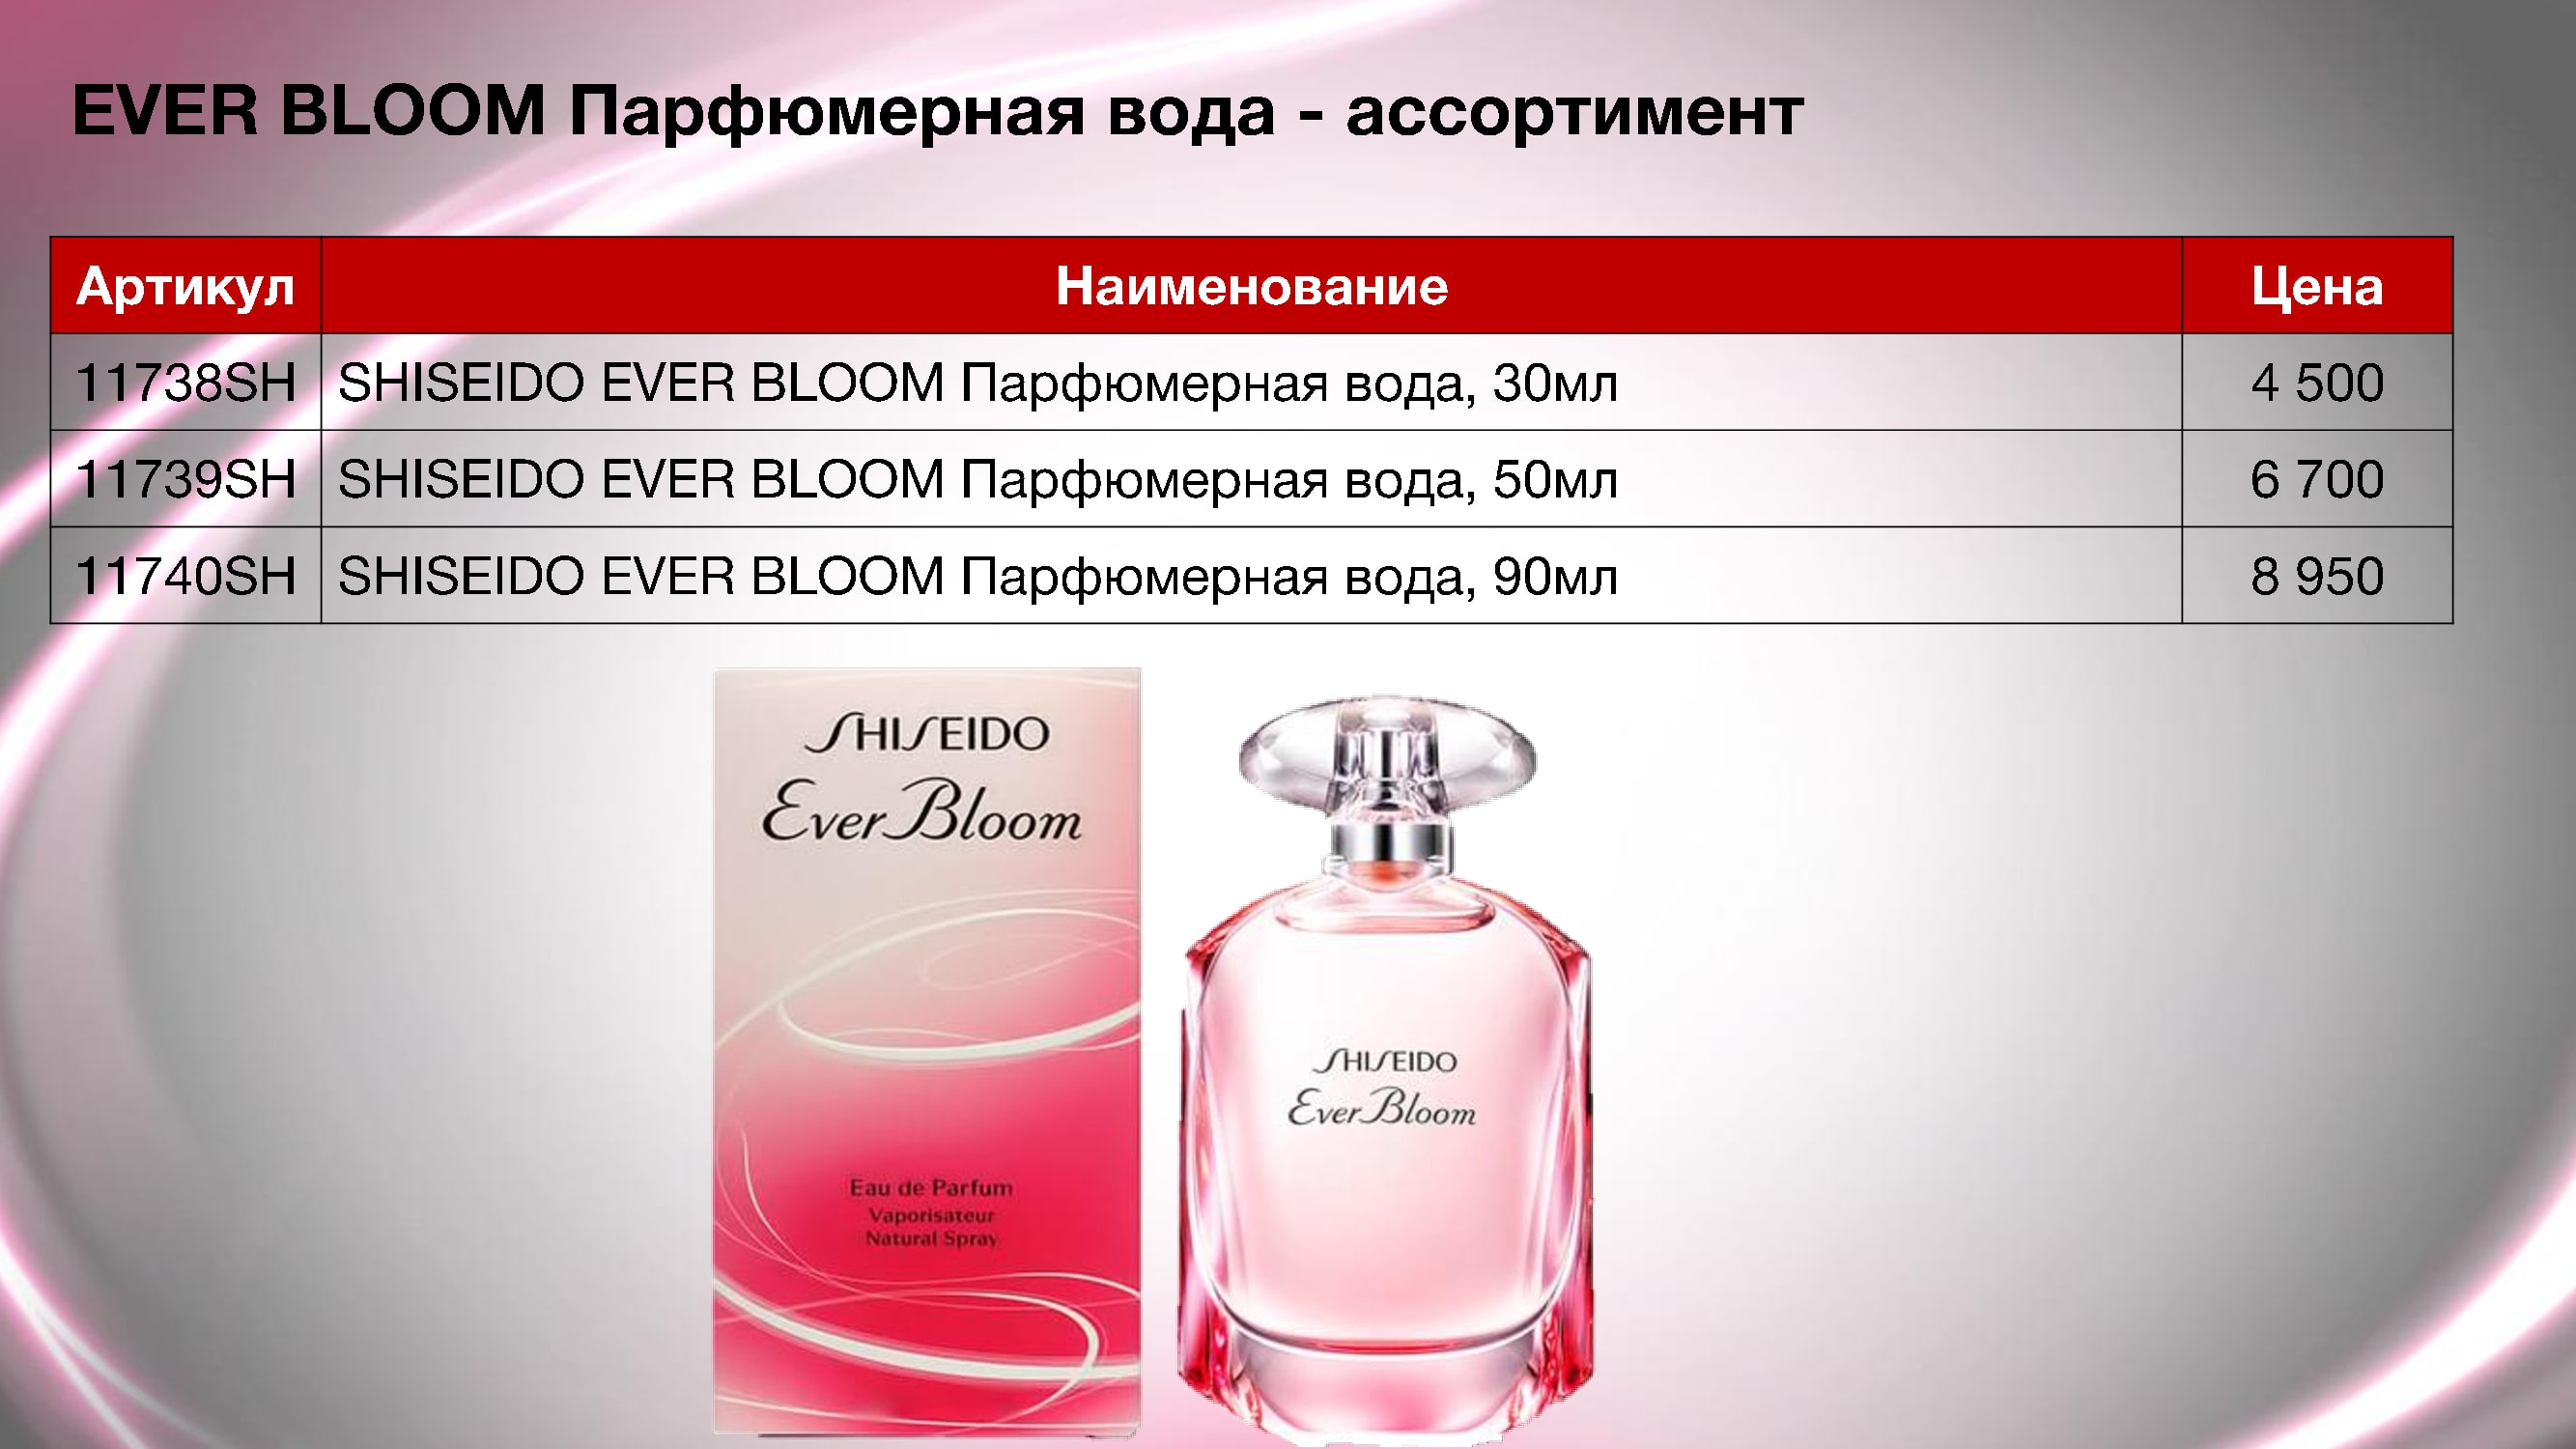 EVER BLOOM Парфюмерная вода - ассортимент
Артикул Наименование Цена
11738SH SHISEIDO EVER BLOOM Парфюмерная вода, 30мл 4 500
11739SH SHISEIDO EVER BLOOM Парфюмерная вода, 50мл 6 700
11740SH SHISEIDO EVER BLOOM Парфюмерная вода, 90мл 8 950
SHISEIDO
Ever Bloom
Eau de Parfum
Vaporisateur
Natural Spray
SHISEIDO
Ever Bloom